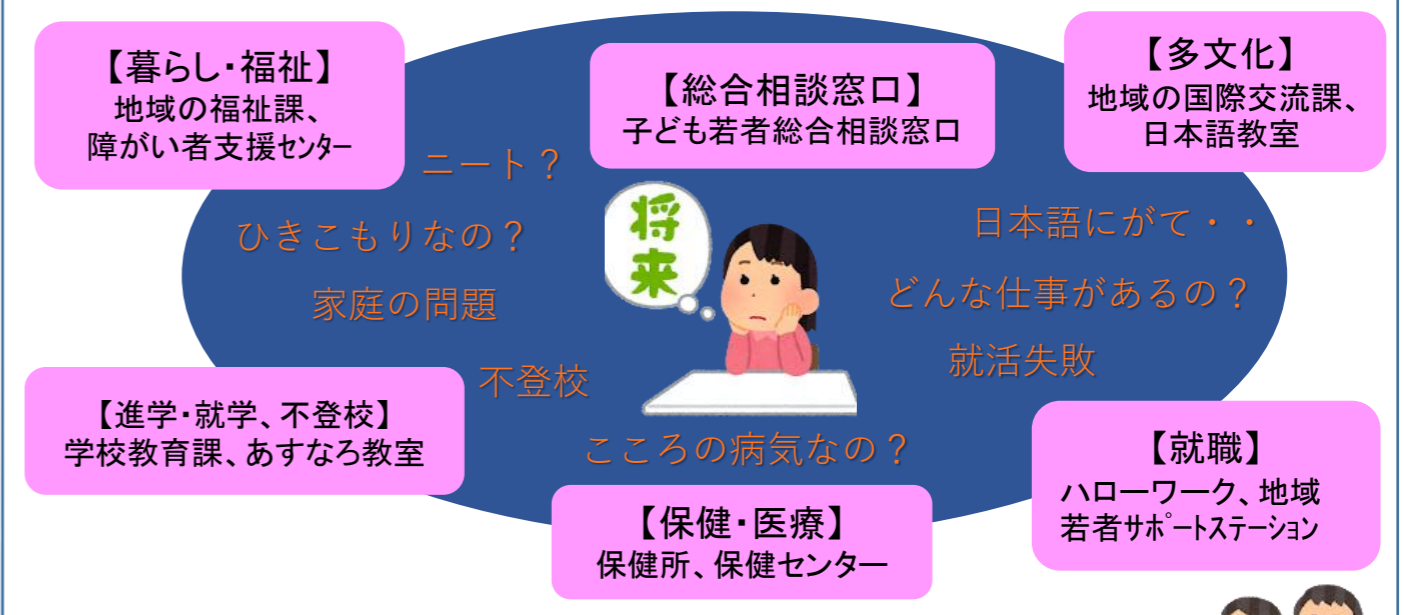 【暮らし・福祉】
地域の福祉課、
障がい者支援ｾﾝﾀｰ
【総合相談窓口】
子ども若者総合相談窓口
【多文化】
地域の国際交流課、
日本語教室
ニート？
ひきこもりなの？
家庭の問題
不登校
将来
日本語にがて・・
どんな仕事があるの？
就活失敗
こころの病気なの？
【進学・就学、不登校】
学校教育課、あすなろ教室
【保健・医療】
保健所、保健センター
【就職】
ハローワーク、地域
若者ｻﾎﾟｰﾄｽﾃｰｼｮﾝ